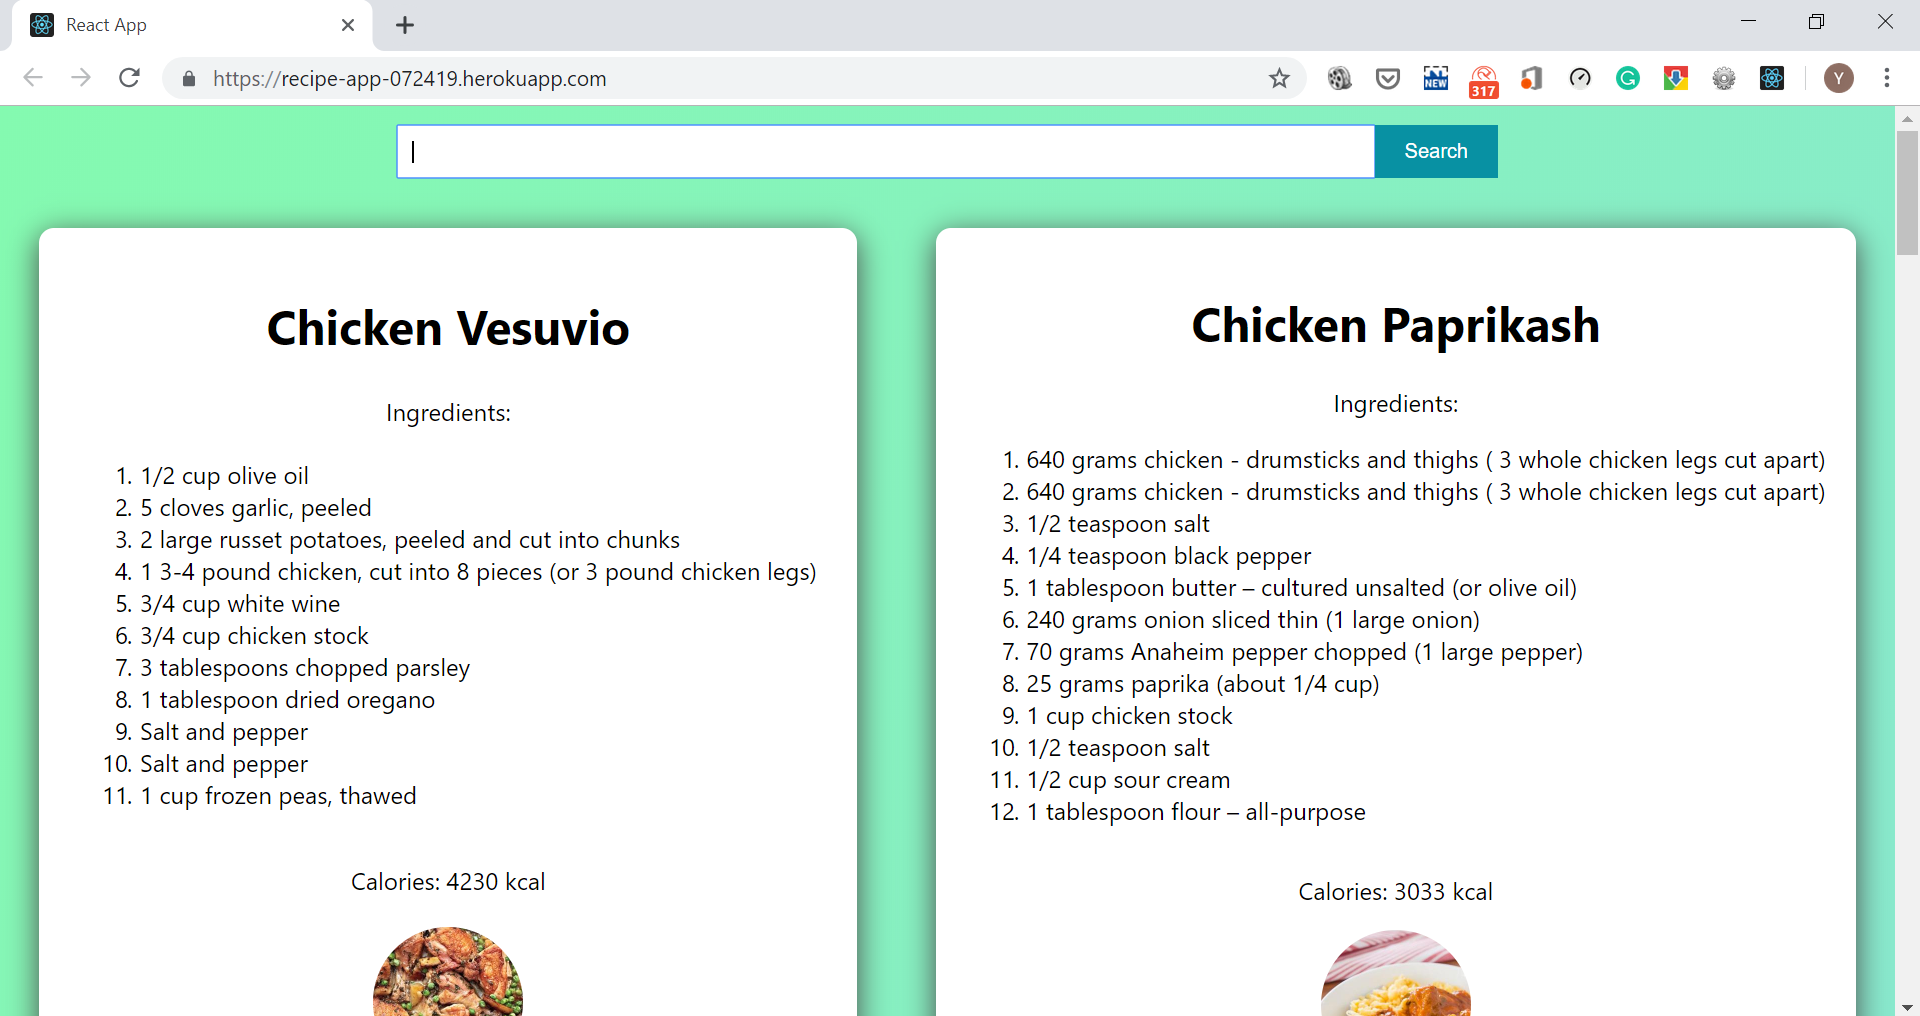 React App
https://recipe-app-072419.herokuapp.com
NEW
317
G
Y
Search
Chicken Vesuvio
Ingredients:
1. 1/2 cup olive oil
2. 5 cloves garlic, peeled
3. 2 large russet potatoes, peeled and cut into chunks
4. 1 3-4 pound chicken, cut into 8 pieces (or 3 pound chicken legs)
5. 3/4 cup white wine
6. 3/4 cup chicken stock
7. 3 tablespoons chopped parsley
8. 1 tablespoon dried oregano
9. Salt and pepper
10. Salt and pepper
11. 1 cup frozen peas, thawed
Calories: 4230 kcal
Chicken Paprikash
Ingredients:
1. 640 grams chicken - drumsticks and thighs ( 3 whole chicken legs cut apart)
2. 640 grams chicken - drumsticks and thighs ( 3 whole chicken legs cut apart)
3. 1/2 teaspoon salt
4. 1/4 teaspoon black pepper
5. 1 tablespoon butter – cultured unsalted (or olive oil)
6. 240 grams onion sliced thin (1 large onion)
7. 70 grams Anaheim pepper chopped (1 large pepper)
8. 25 grams paprika (about 1/4 cup)
9. 1 cup chicken stock
10. 1/2 teaspoon salt
11. 1/2 cup sour cream
12. 1 tablespoon flour – all-purpose
Calories: 3033 kcal